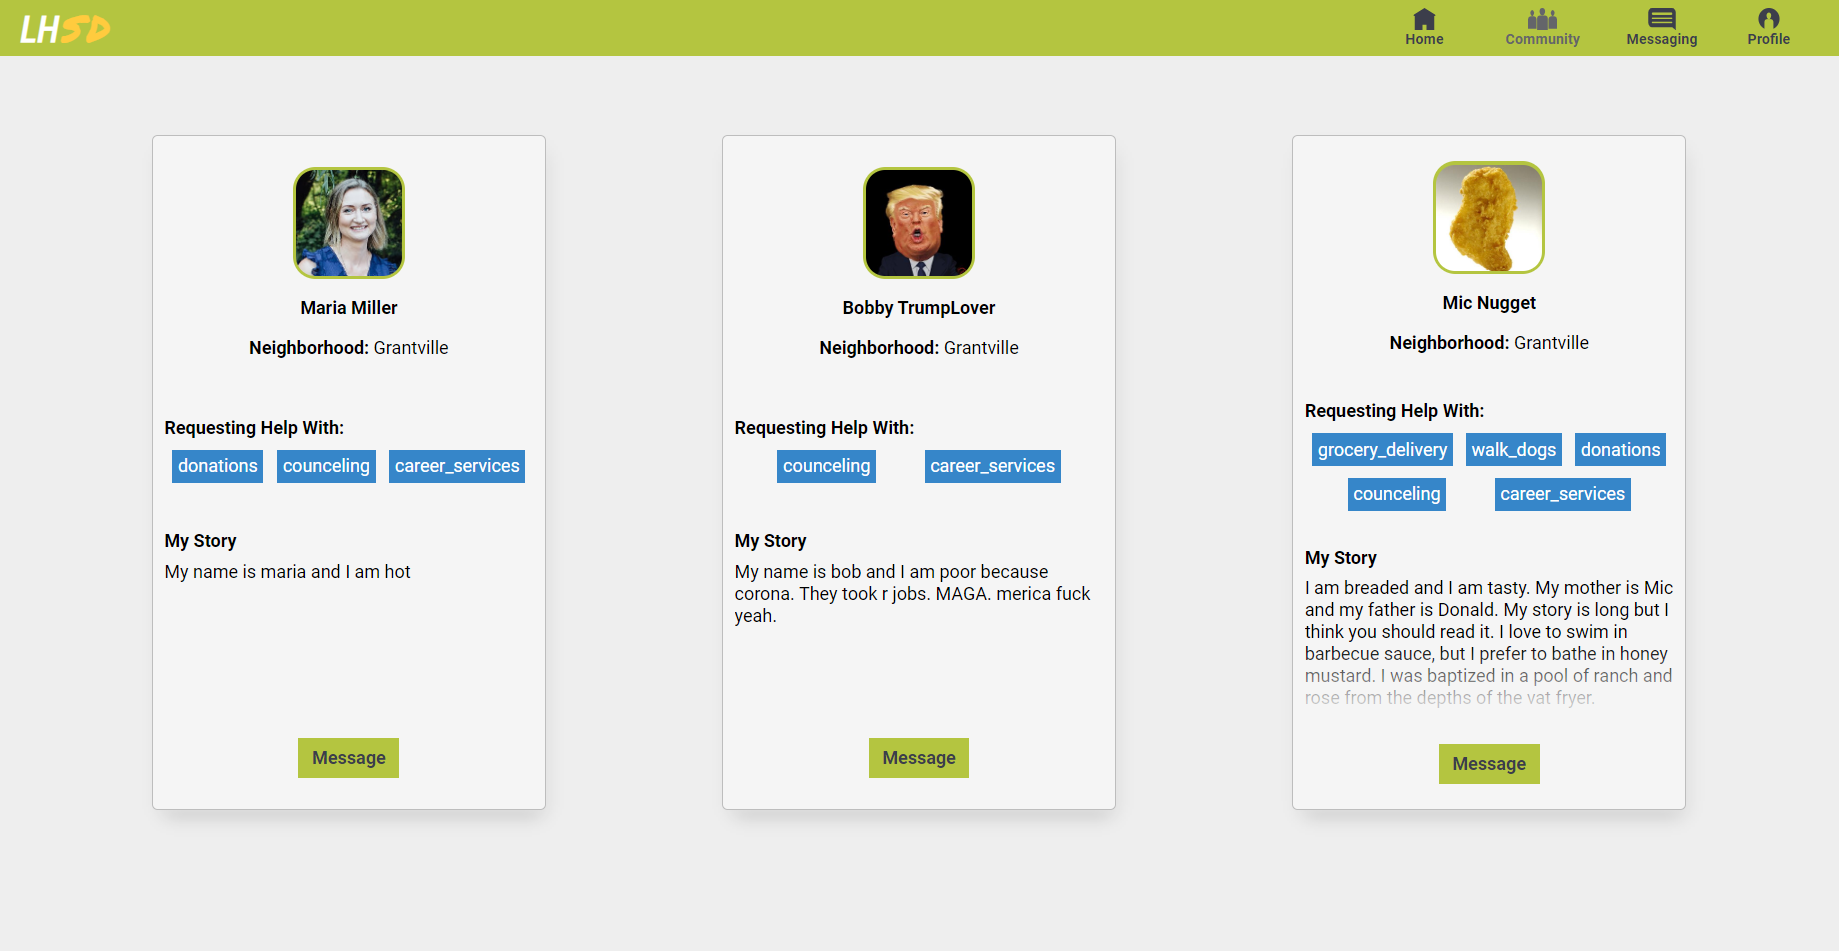 LHSD
Home
Community
Messaging
Profile
Maria Miller
Neighborhood: Grantville
Requesting Help With:
donations counceling career_services
My Story
My name is maria and I am hot
Message
Bobby TrumpLover
Neighborhood: Grantville
Requesting Help With:
counceling career_services
My Story
My name is bob and I am poor because
corona. They took r jobs. MAGA. merica fuck
yeah.
Message
Mic Nugget
Neighborhood: Grantville
Requesting Help With:
grocery_delivery walk_dogs donations
counceling career_services
My Story
I am breaded and I am tasty. My mother is Mic
and my father is Donald. My story is long but I
think you should read it. I love to swim in
barbecue sauce, but I prefer to bathe in honey
mustard. I was baptized in a pool of ranch and
rose from the depths of the vat fryer.
Message